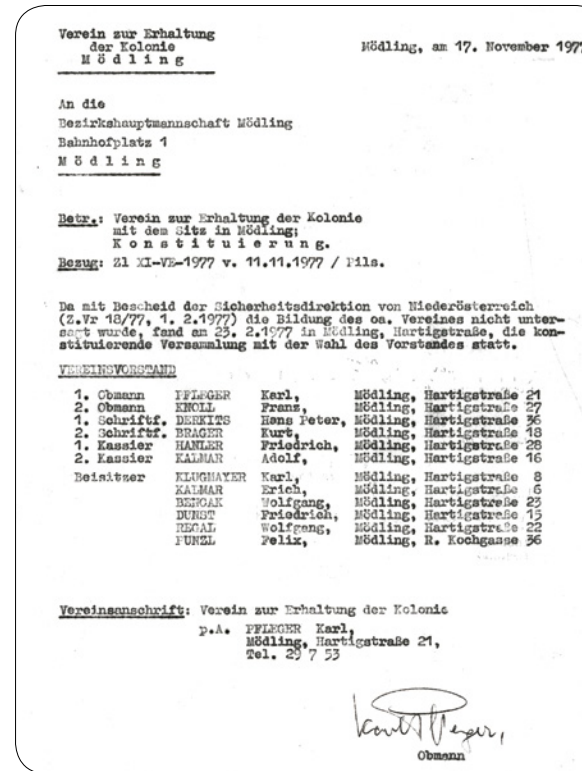 Verein zur Erhaltung
der Kolonie
M ö d l i n g
Mödling, am 17. November 1977
An die
Bezirkshauptmannschaft Mödling
Bahnhofplatz 1
M ö d l i n g
Betr.: Verein zur Erhaltung der Kolonie
mit dem Sitz in Mödling;
K o n s t i t u i e r u n g.
Bezug: Zl XI-VE-1977 v. 11.11.1977 / Pils.
Da mit Bescheid der Sicherheitsdirektion von Niederösterreich
(Z.Vr 18/77, 1. 2.1977) die Bildung des oa. Vereines nicht unter-
sagt wurde, fand am 23. 2.1977 in Mödling, Hartigstraße, die kon-
stituierende Versammlung mit der Wahl des Vorstandes statt.
VEREINSVORSTAND
1. Obmann PFLEGER Karl, Mödling, Hartigstraße 21
2. Obmann KNOLL Franz, Mödling, Hartigstraße 27
1. Schriftf. DERKITS Hans Peter, Mödling, Hartigstraße 36
2. Schriftf. BRAGER Kurt, Mödling, Hartigstraße 18
1. Kassier HANLER Friedrich, Mödling, Hartigstraße 28
2. Kassier KALMAR Adolf, Mödling, Hartigstraße 16
Beisitzer KLUGMAYER Karl, Mödling, Hartigstraße 8
KALMAR Erich, Mödling, Hartigstraße 6
Wolfgang, Mödling, Hartigstraße 23
DUNST Friedrich, Mödling, Hartigstraße 15
REGAL Wolfgang, Mödling, Hartigstraße 22
Felix, Mödling, R. Kochgasse 36
Vereinsanschrift: Verein zur Erhaltung der Kolonie
p.A. PFLEGER Karl,
Mödling, Hartigstraße 21,
Tel. 29 7 53
Obmann